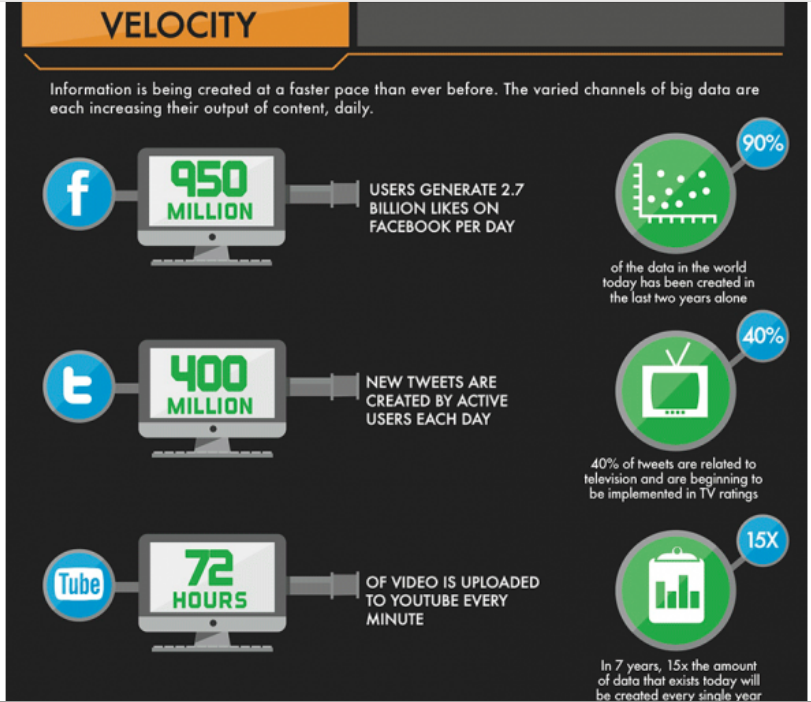 VELOCITY
Information is being created at a faster pace than ever before. The varied channels of big data are
each increasing their output of content, daily.
f
950
MILLION
USERS GENERATE 2.7
BILLION LIKES ON
FACEBOOK PER DAY
90%
of the data in the world
today has been created in
the last two years alone
t
400
MILLION
NEW TWEETS ARE
CREATED BY ACTIVE
USERS EACH DAY
40%
40% of tweets are related to
television and are beginning to
be implemented in TV ratings
Tube
72
HOURS
OF VIDEO IS UPLOADED
TO YOUTUBE EVERY
MINUTE
15X
In 7 years, 15x the amount
of data that exists today will
be created every single year